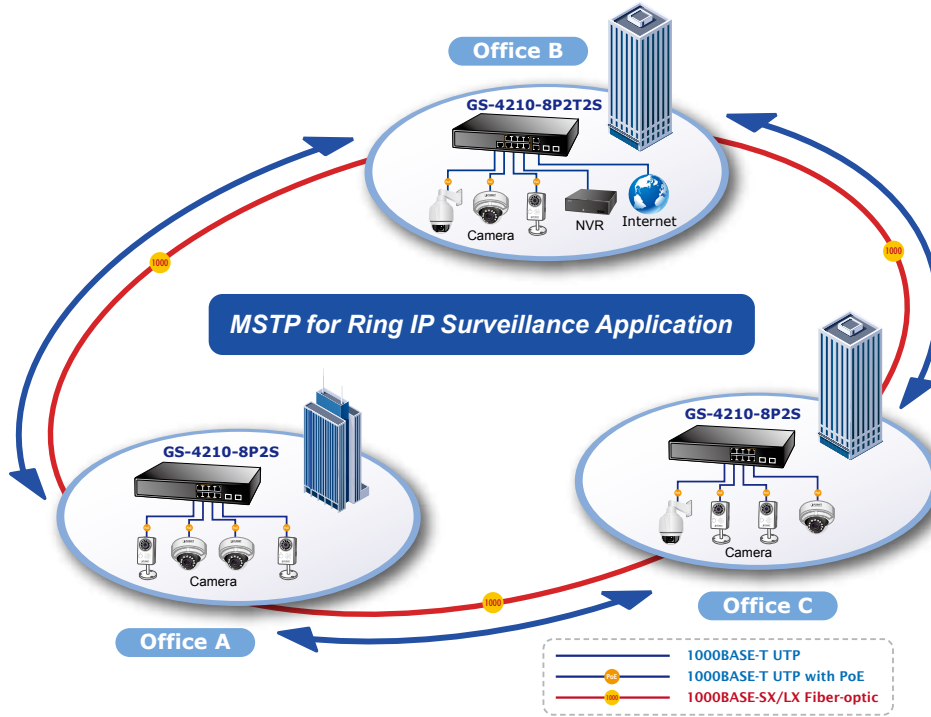 Office B
GS-4210-8P2T2S
Camera
NVR
Internet
1000
1000
MSTP for Ring IP Surveillance Application
GS-4210-8P2S
Camera
Office A
GS-4210-8P2S
Camera
Office C
1000
1000BASE-T UTP
PoE
1000BASE-T UTP with PoE
1000
1000BASE-SX/LX Fiber-optic